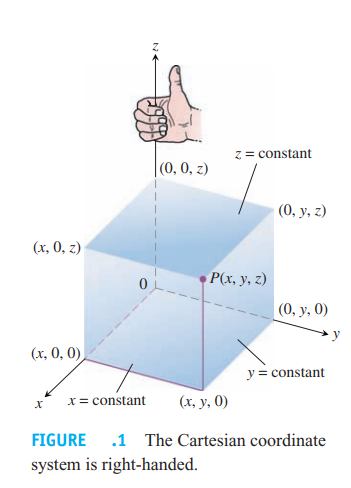 z
z = constant
(0, 0, z)
(0, y, z)
(x, 0, z)
P(x, y, z)
0
(0, y, 0)
y
(x, 0, 0)
y = constant
x
x = constant
(x, y, 0)
FIGURE .1 The Cartesian coordinate
system is right-handed.